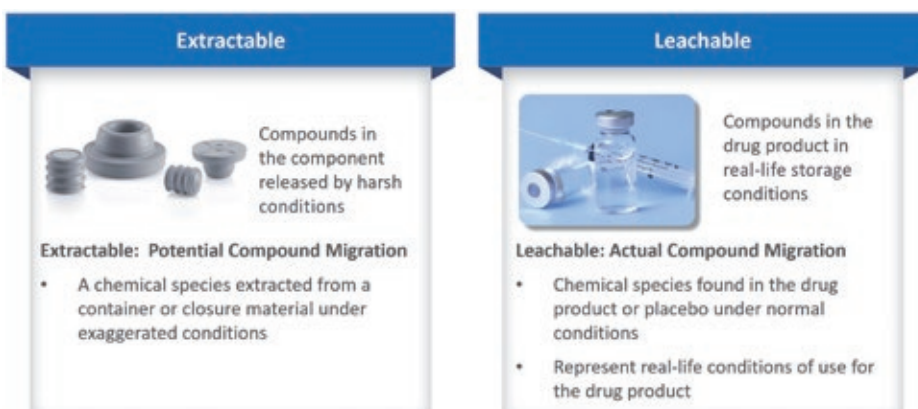 Extractable
Compounds in
the component
released by harsh
conditions
Extractable: Potential Compound Migration
• A chemical species extracted from a
container or closure material under
exaggerated conditions
Leachable
Compounds in the
drug product in
real-life storage
conditions
Leachable: Actual Compound Migration
• Chemical species found in the drug
product or placebo under normal
conditions
• Represent real-life conditions of use for
the drug product